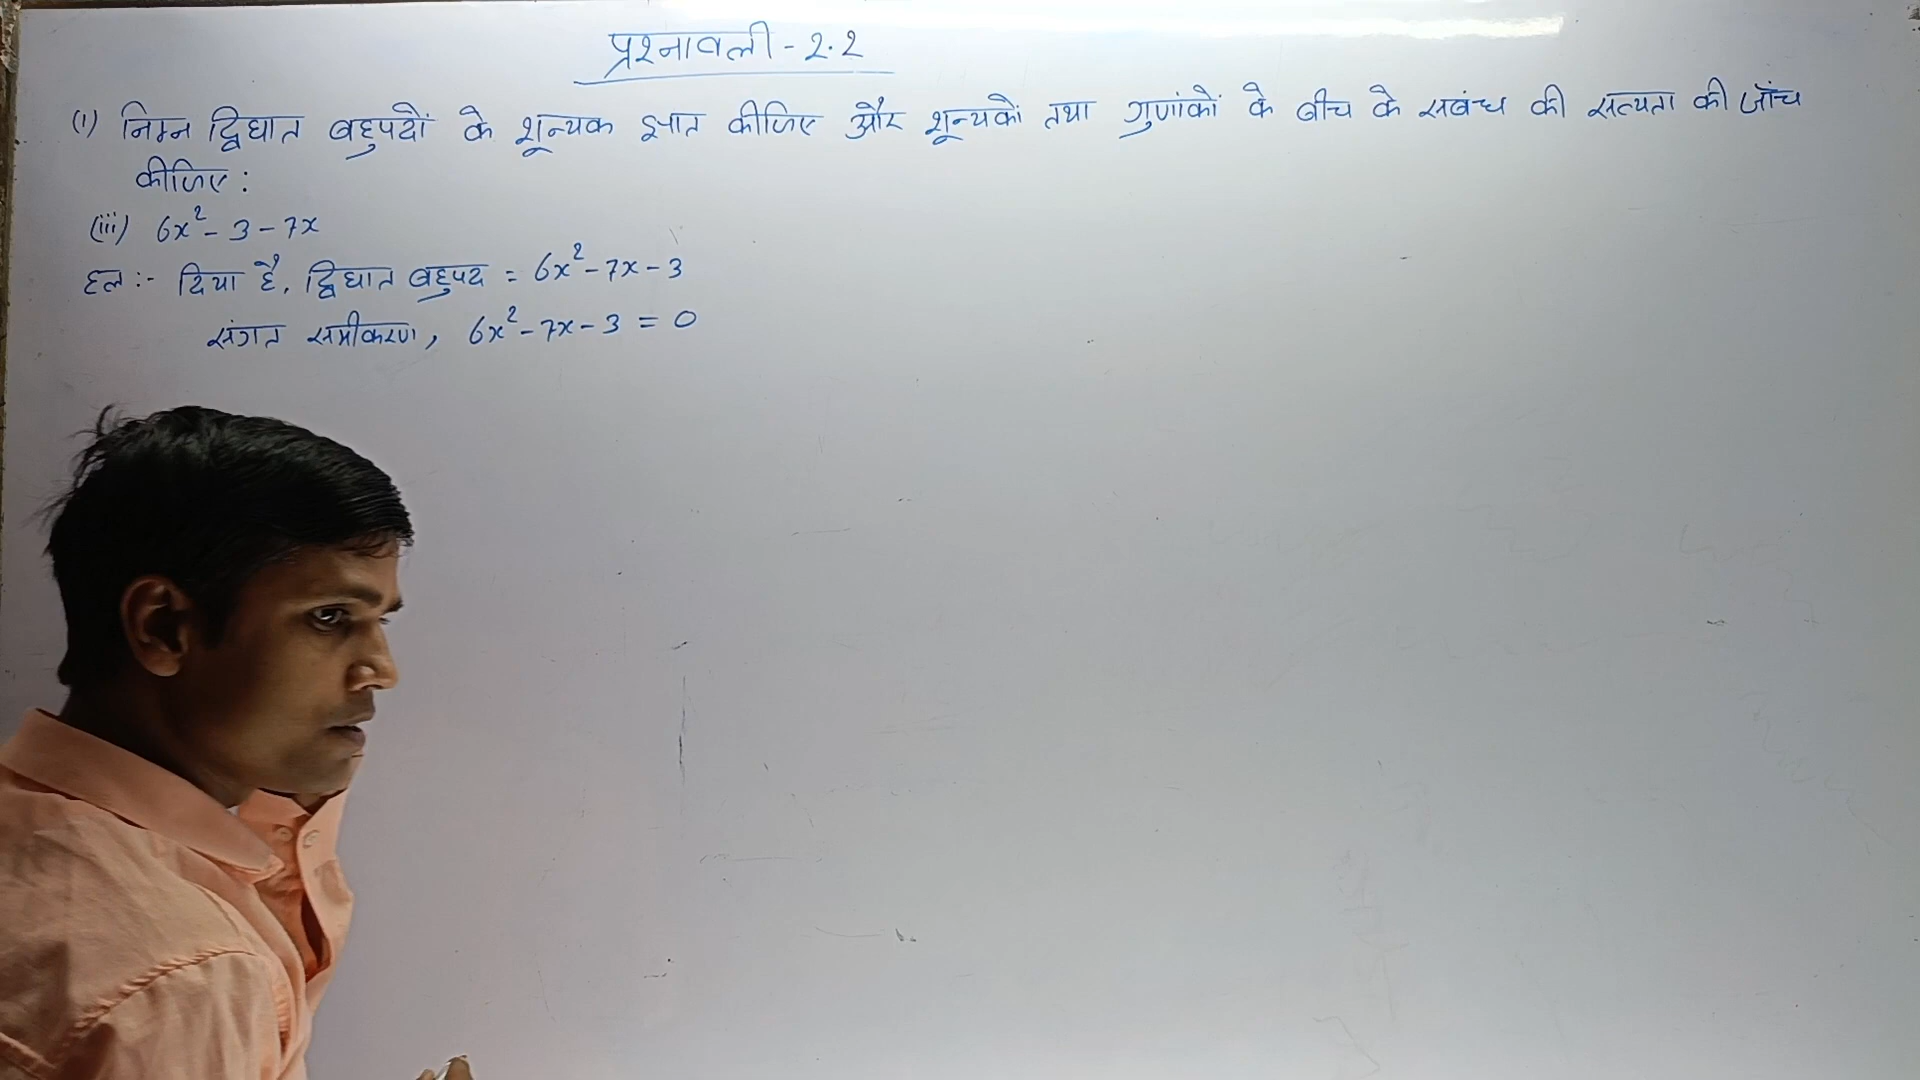 प्रश्नावली - 2.2
(1) निम्न द्विघात बहुपदों के शून्यक ज्ञात कीजिए और शून्यकों तथा गुणांकों के बीच के सबंध की सत्यता की जाँच
कीजिए :
(iii) 6x² - 3 - 7x
हल :- दिया है, द्विघात बहुपद = 6x² - 7x - 3
संगत समीकरण, 6x² - 7x - 3 = 0